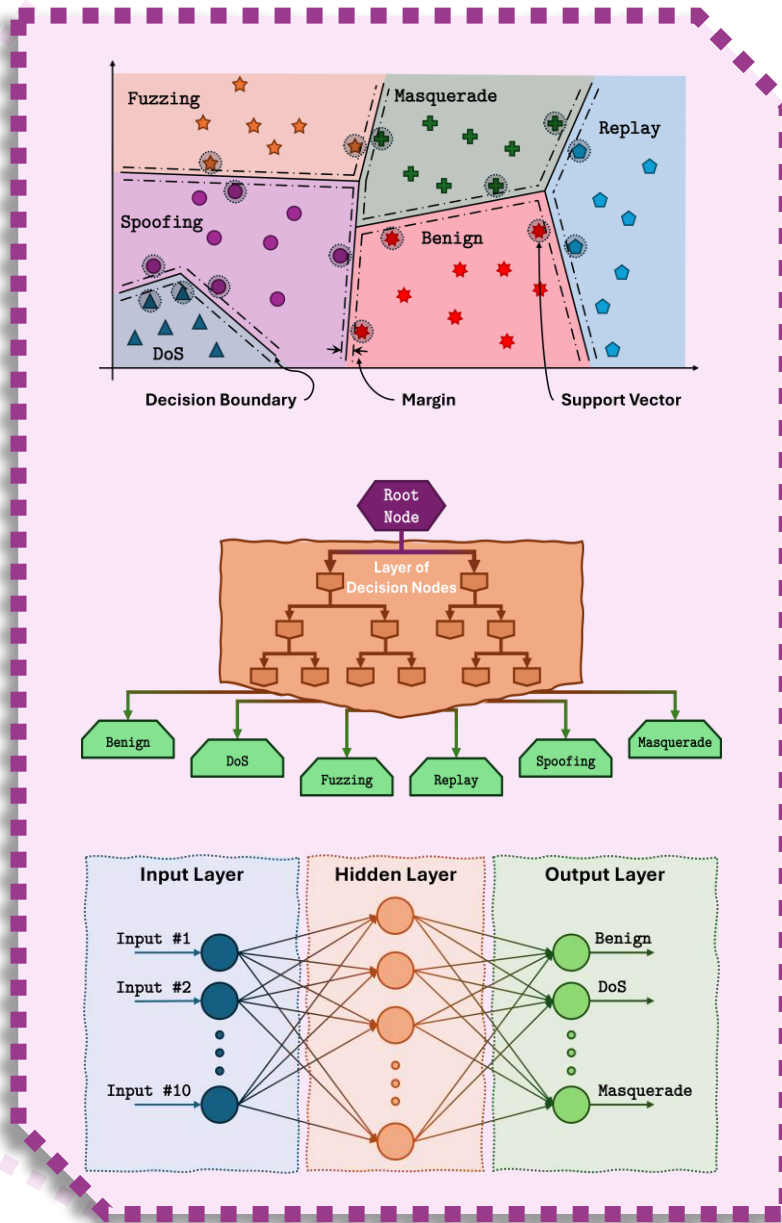 Fuzzing
Masquerade
Replay
Spoofing
Benign
DoS
Decision Boundary
Margin
Support Vector
Root
Node
Layer of
Decision Nodes
Benign
DoS
Fuzzing
Replay
Spoofing
Masquerade
Input Layer
Hidden Layer
Output Layer
Input #1
Input #2
Input #10
Benign
DoS
Masquerade